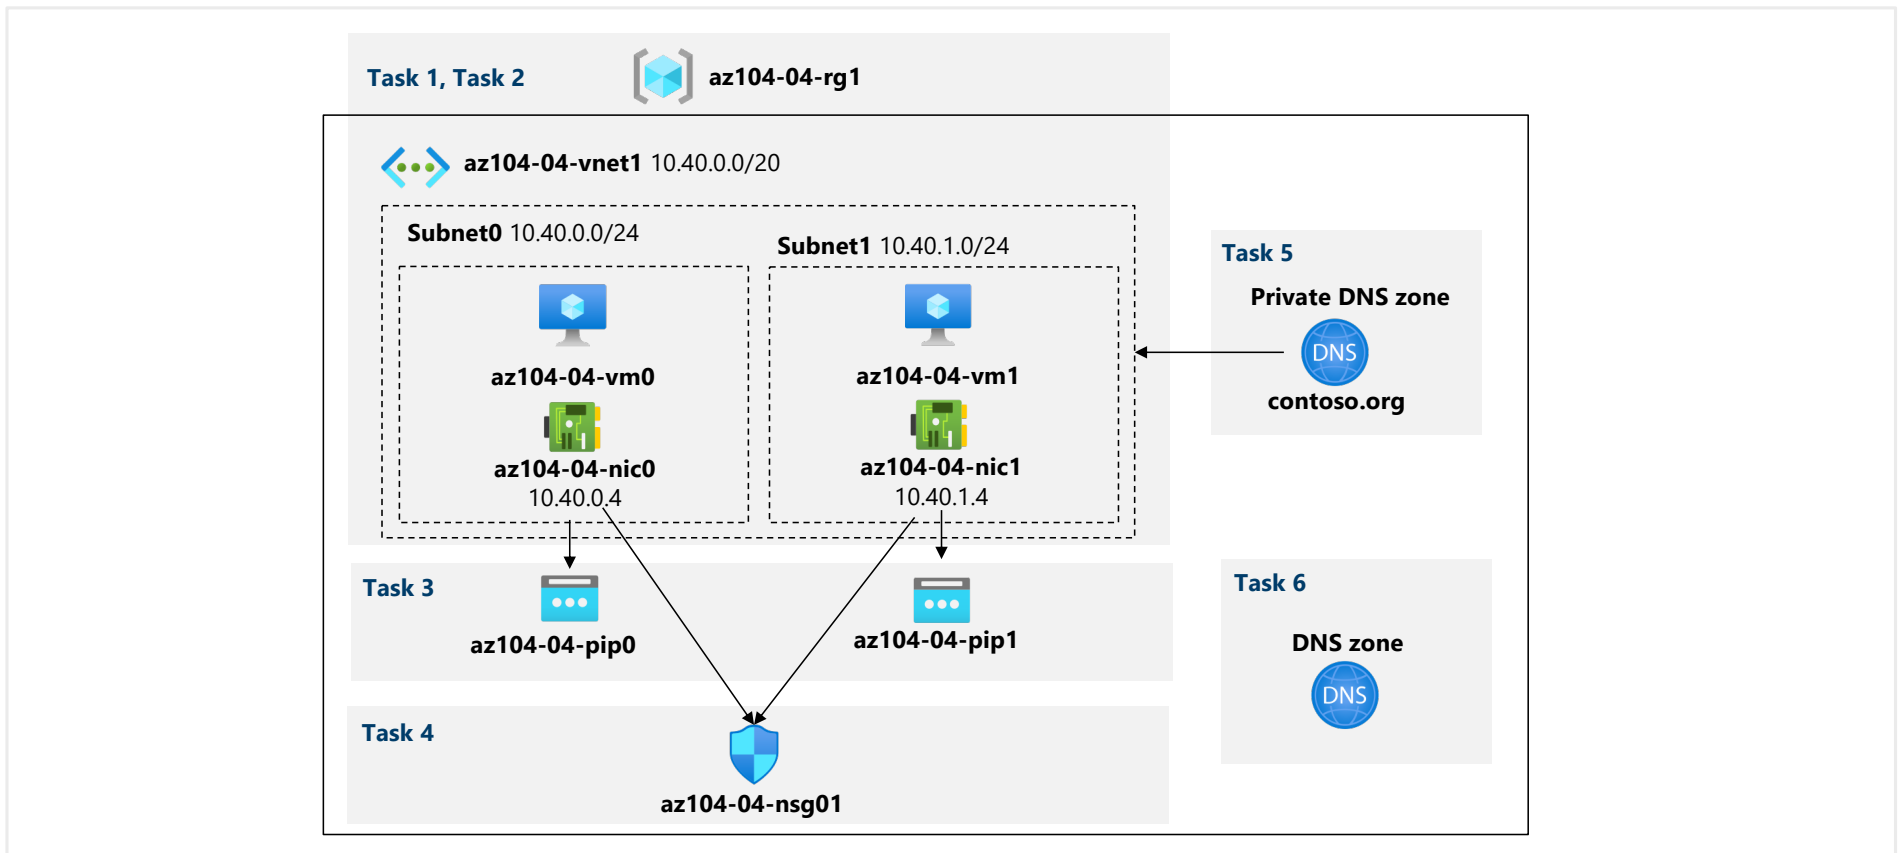 Task 1, Task 2
az104-04-rg1
az104-04-vnet1 10.40.0.0/20
Subnet0 10.40.0.0/24
Subnet1 10.40.1.0/24
az104-04-vm0
az104-04-vm1
az104-04-nic0
10.40.0.4
az104-04-nic1
10.40.1.4
Task 5
Private DNS zone
DNS
contoso.org
Task 3
az104-04-pip0
az104-04-pip1
Task 6
DNS zone
DNS
Task 4
az104-04-nsg01